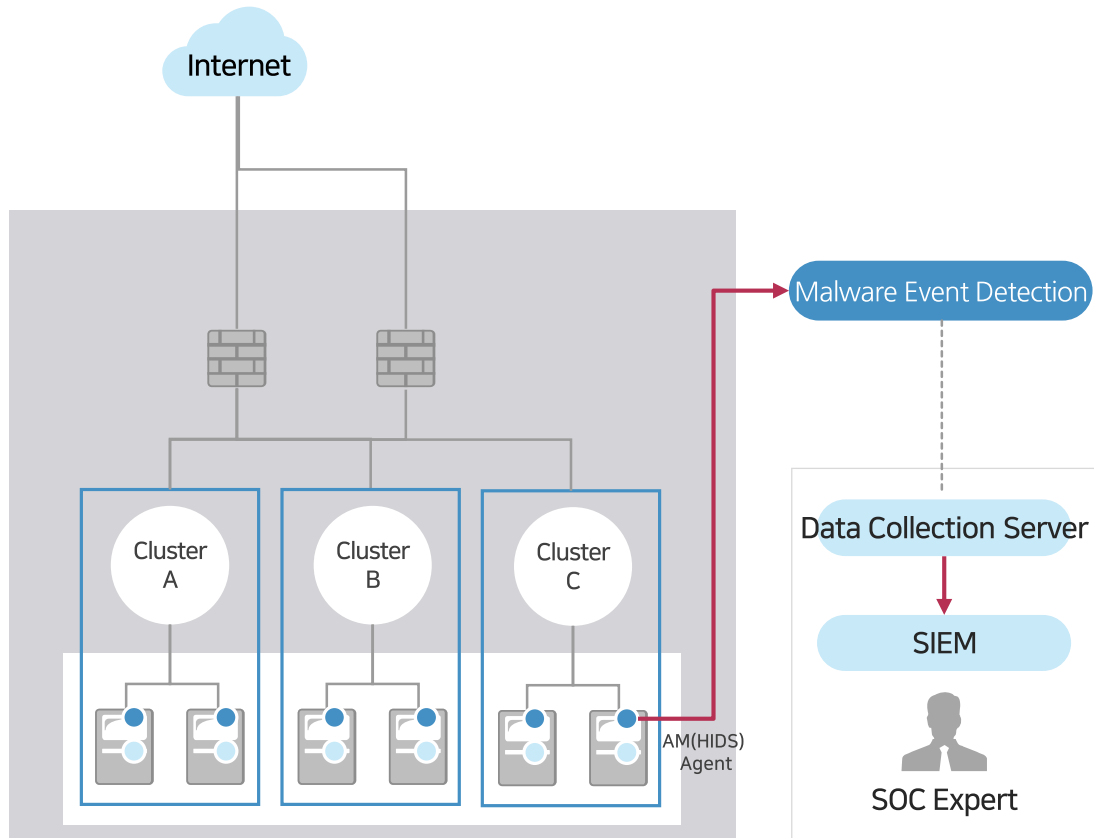 Internet
Malware Event Detection
Cluster
A
Cluster
B
Cluster
C
Data Collection Server
SIEM
AM(HIDS)
Agent
SOC Expert